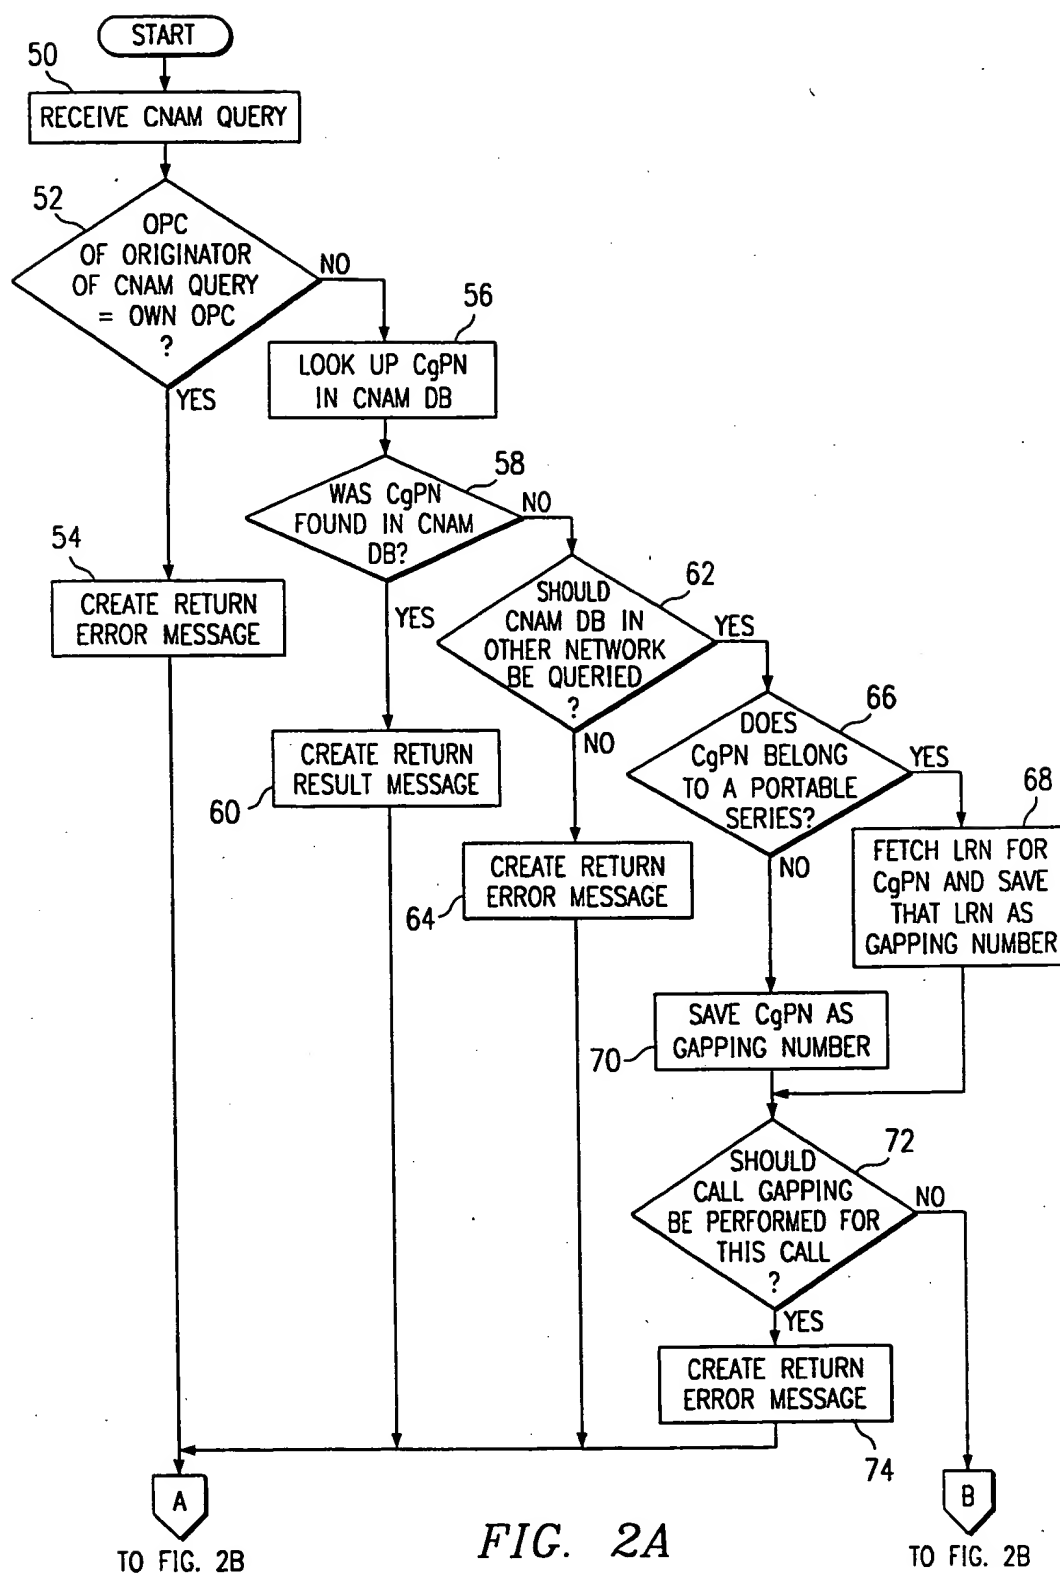 START
50
RECEIVE CNAM QUERY
52
OPC
OF ORIGINATOR
OF CNAM QUERY
= OWN OPC
?
NO
YES
56
LOOK UP CgPN
IN CNAM DB
58
WAS CgPN
FOUND IN CNAM
DB?
NO
YES
54
CREATE RETURN
ERROR MESSAGE
62
SHOULD
CNAM DB IN
OTHER NETWORK
BE QUERIED
?
YES
NO
60
CREATE RETURN
RESULT MESSAGE
66
DOES
CgPN BELONG
TO A PORTABLE
SERIES?
YES
NO
68
FETCH LRN FOR
CgPN AND SAVE
THAT LRN AS
GAPPING NUMBER
64
CREATE RETURN
ERROR MESSAGE
70
SAVE CgPN AS
GAPPING NUMBER
72
SHOULD
CALL GAPPING
BE PERFORMED FOR
THIS CALL
?
NO
YES
CREATE RETURN
ERROR MESSAGE
74
A
TO FIG. 2B
FIG. 2A
B
TO FIG. 2B